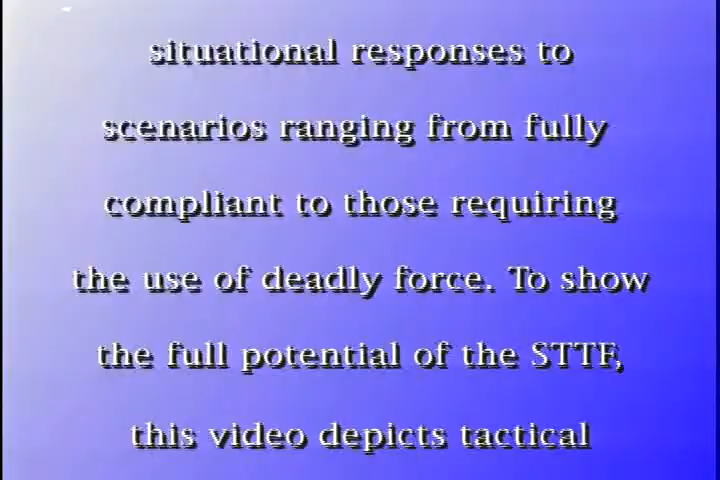 situational responses to
scenarios ranging from fully
compliant to those requiring
the use of deadly force. To show
the full potential of the STTF,
this video depicts tactical